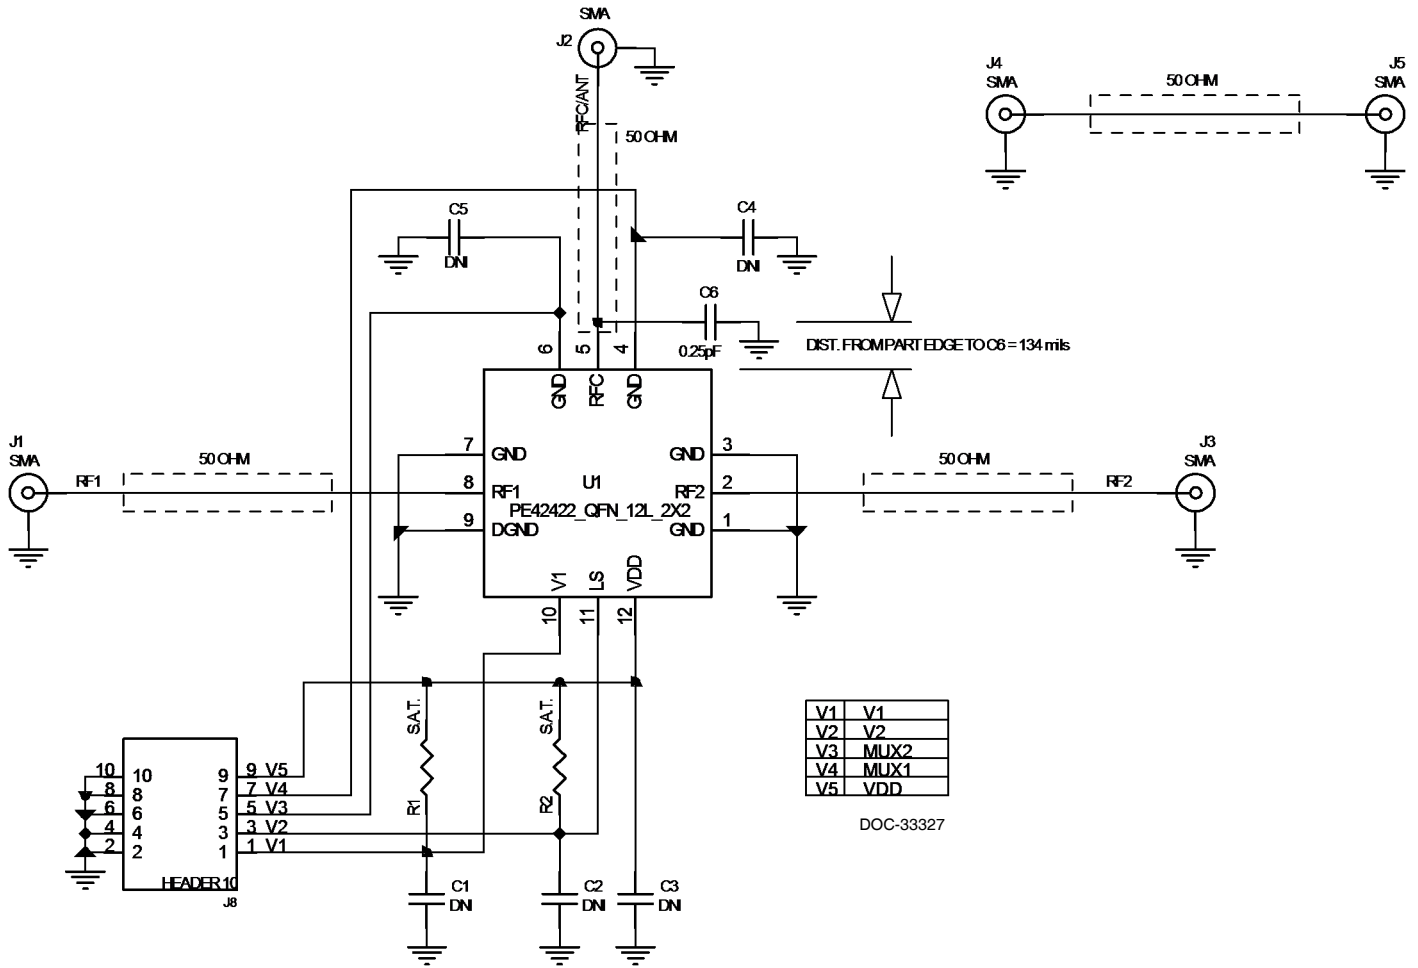 SMA
J2
RFC/ANT
50 OHM
J4
SMA
50 OHM
J5
SMA
C5
DNI
C4
DNI
C6
0.25pF
DIST. FROM PART EDGE TO C6 = 134 mils
6
5
4
GND
RFC
GND
J1
SMA
RF1
50 OHM
7
GND
8
RF1
9
DGND
U1
PE42422_QFN_12L_2X2
GND
3
RF2
2
GND
1
50 OHM
RF2
J3
SMA
V1
LS
VDD
10
11
12
S.A.T.
R1
S.A.T.
R2
10 10 9 9 V5
8 8 7 7 V4
6 6 5 5 V3
4 4 3 3 V2
2 2 1 1 V1
HEADER 10
J8
C1
DNI
C2
DNI
C3
DNI
V1 V1
V2 V2
V3 MUX2
V4 MUX1
V5 VDD
DOC-33327